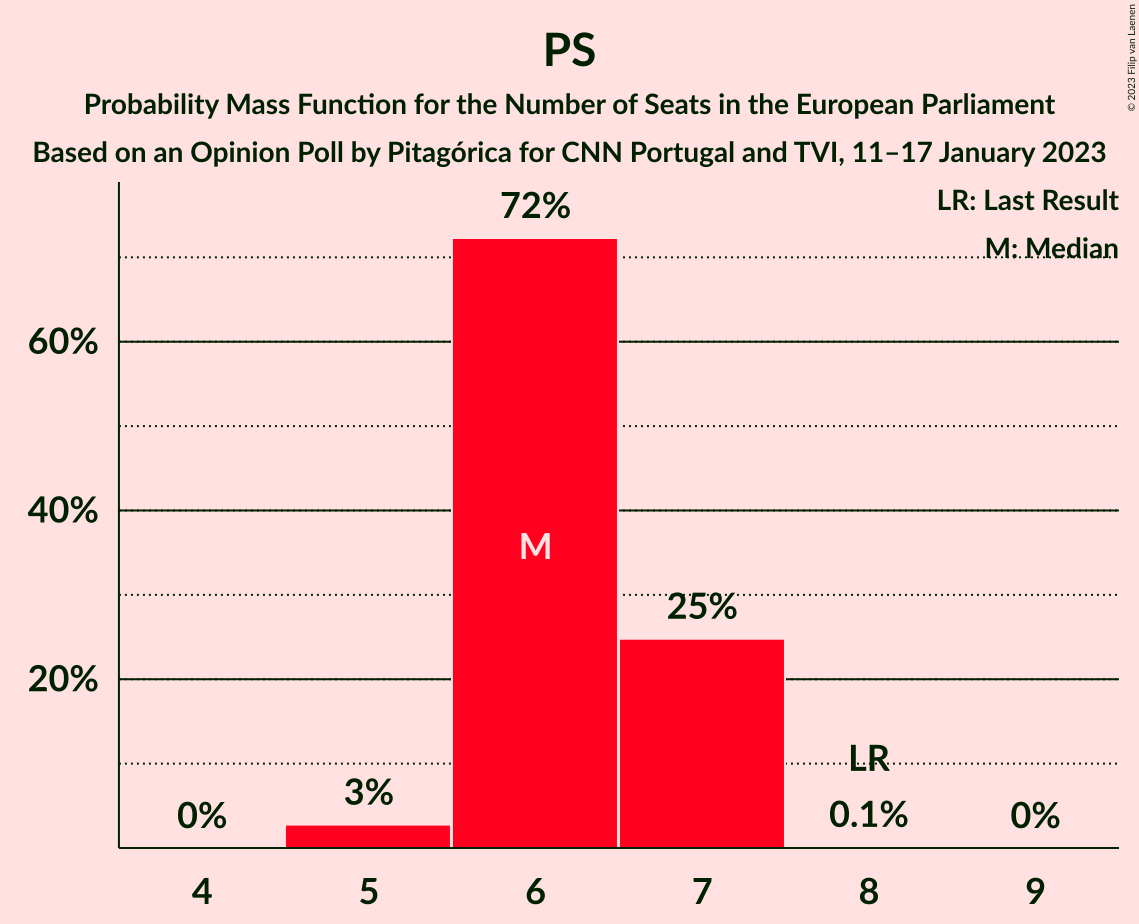 PS
Probability Mass Function for the Number of Seats in the European Parliament
Based on an Opinion Poll by Pitagórica for CNN Portugal and TVI, 11–17 January 2023
© 2023 Filip van Laenen
LR: Last Result
M: Median
72%
60%
40%
20%
M
25%
LR
0%
3%
0.1%
0%
4 5 6 7 8 9